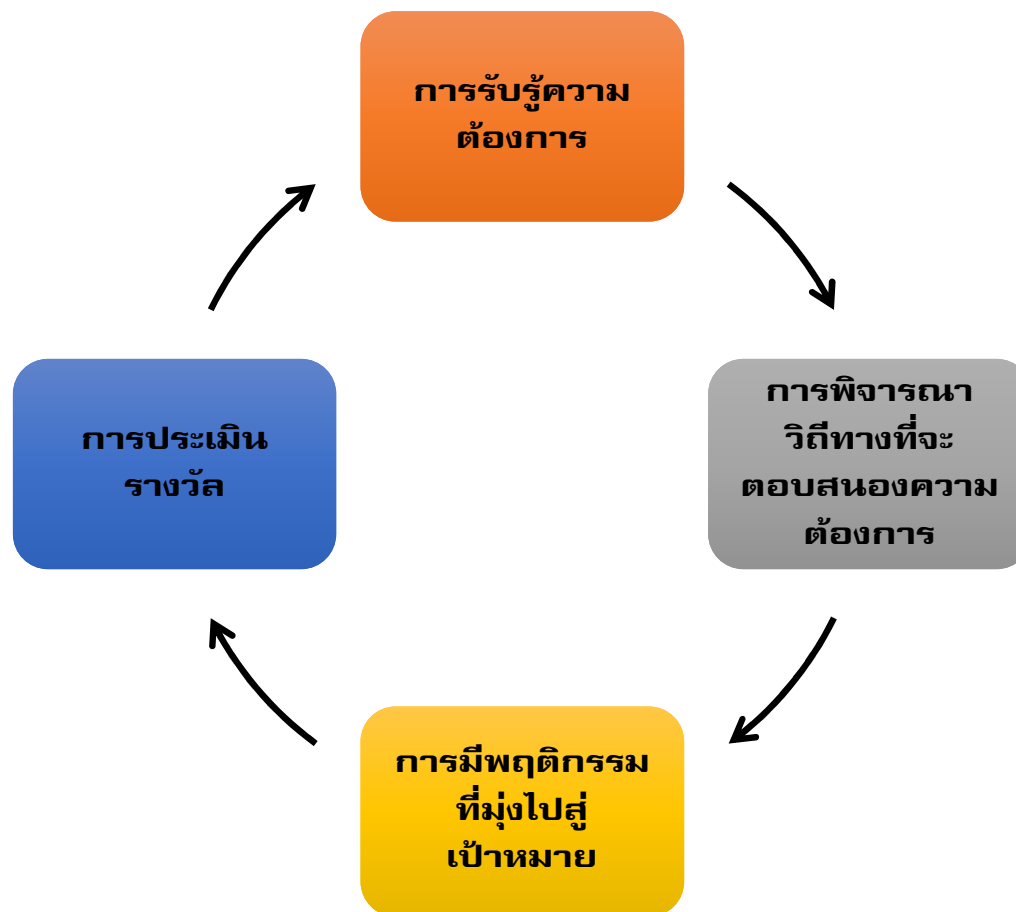 การรับรู้ความ
ต้องการ
การพิจารณา
วิถีทางที่จะ
ตอบสนองความ
ต้องการ
การมีพฤติกรรม
ที่มุ่งไปสู่
เป้าหมาย
การประเมิน
รางวัล